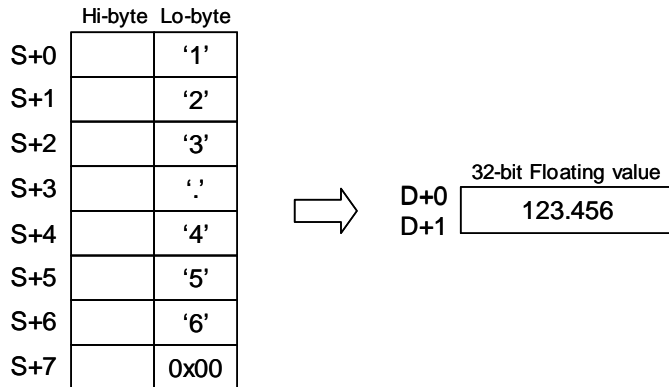 Hi-byte Lo-byte
S+0 ‘1’
S+1 ‘2’
S+2 ‘3’
S+3 ‘.’
S+4 ‘4’
S+5 ‘5’
S+6 ‘6’
S+7 0x00
32-bit Floating value
D+0
D+1
123.456